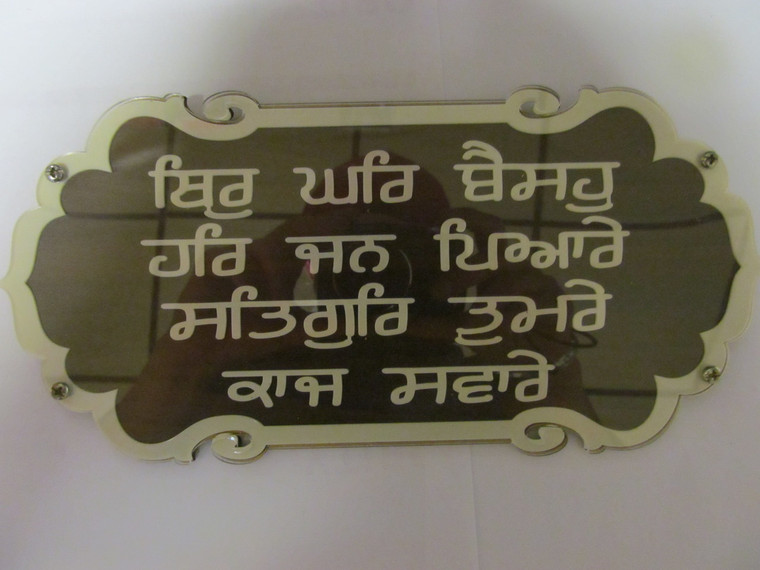 ਥਿਰੁ ਘਰਿ ਬੈਸਹੁ
ਹਰਿ ਜਨ ਪਿਆਰੇ
ਸਤਿਗੁਰਿ ਤੁਮਰੇ
ਕਾਜ ਸਵਾਰੇ